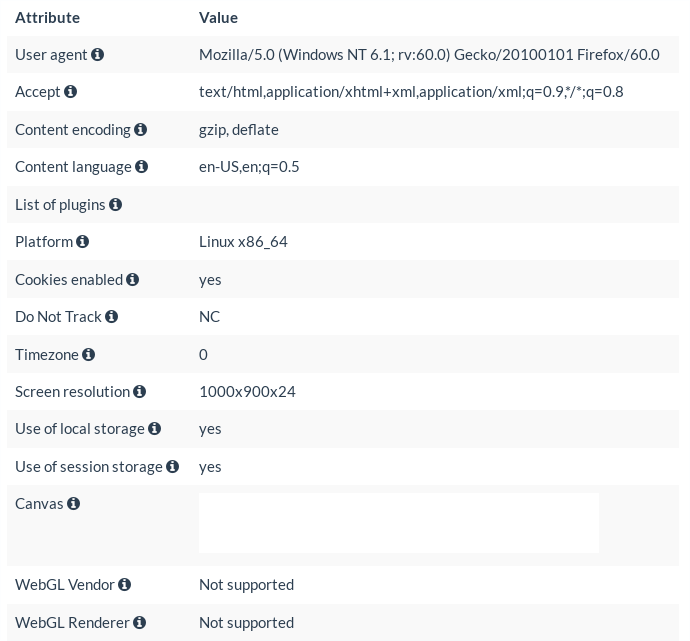 Attribute Value
User agent Mozilla/5.0 (Windows NT 6.1; rv:60.0) Gecko/20100101 Firefox/60.0
Accept text/html,application/xhtml+xml,application/xml;q=0.9,*/*;q=0.8
Content encoding gzip, deflate
Content language en-US,en;q=0.5
List of plugins
Platform Linux x86_64
Cookies enabled yes
Do Not Track NC
Timezone 0
Screen resolution 1000x900x24
Use of local storage yes
Use of session storage yes
Canvas
WebGL Vendor Not supported
WebGL Renderer Not supported